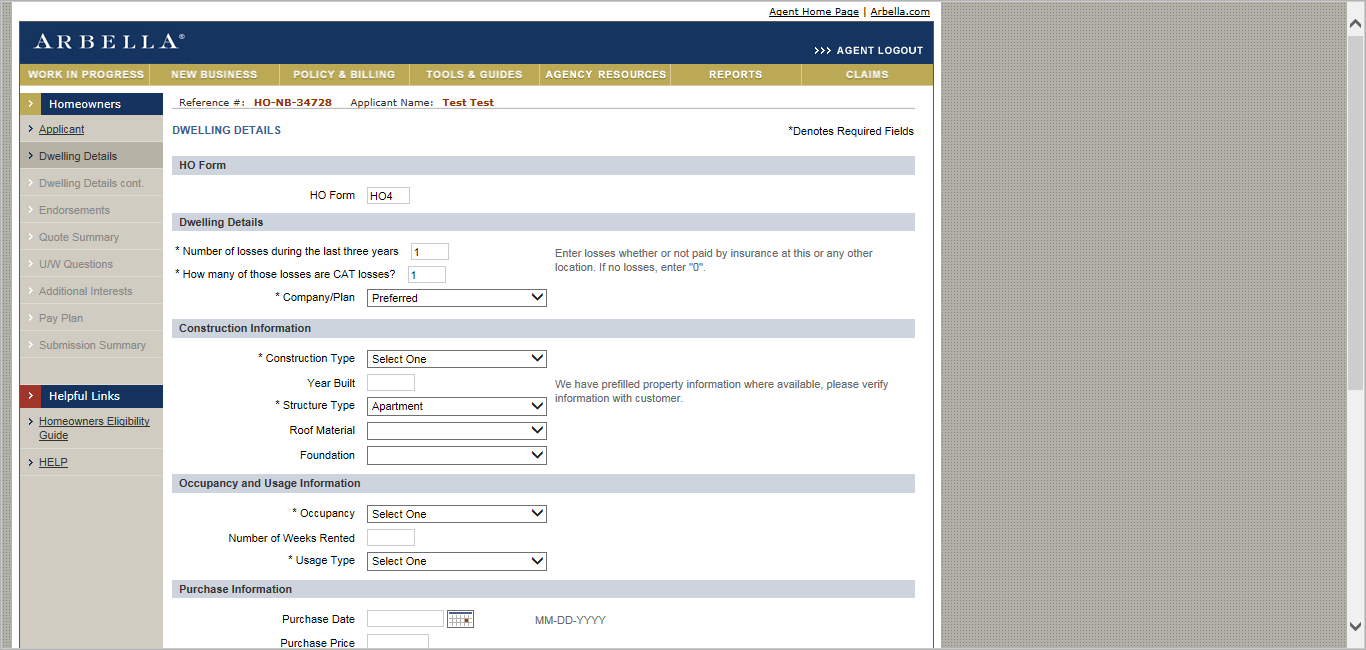 Agent Home Page | Arbella.com
ARBELLA®
>>> AGENT LOGOUT
WORK IN PROGRESS NEW BUSINESS POLICY & BILLING TOOLS & GUIDES AGENCY RESOURCES REPORTS CLAIMS
Homeowners
Applicant
Dwelling Details
Dwelling Details cont.
Endorsements
Quote Summary
U/W Questions
Additional Interests
Pay Plan
Submission Summary
Helpful Links
Homeowners Eligibility
Guide
HELP
Reference #: HO-NB-34728 Applicant Name: Test Test
DWELLING DETAILS
*Denotes Required Fields
HO Form
HO Form HO4
Dwelling Details
* Number of losses during the last three years 1
* How many of those losses are CAT losses? 1
Enter losses whether or not paid by insurance at this or any other
location. If no losses, enter "0".
* Company/Plan Preferred
Construction Information
* Construction Type Select One
Year Built
We have prefilled property information where available, please verify
information with customer.
* Structure Type Apartment
Roof Material
Foundation
Occupancy and Usage Information
* Occupancy Select One
Number of Weeks Rented
* Usage Type Select One
Purchase Information
Purchase Date MM-DD-YYYY
Purchase Price